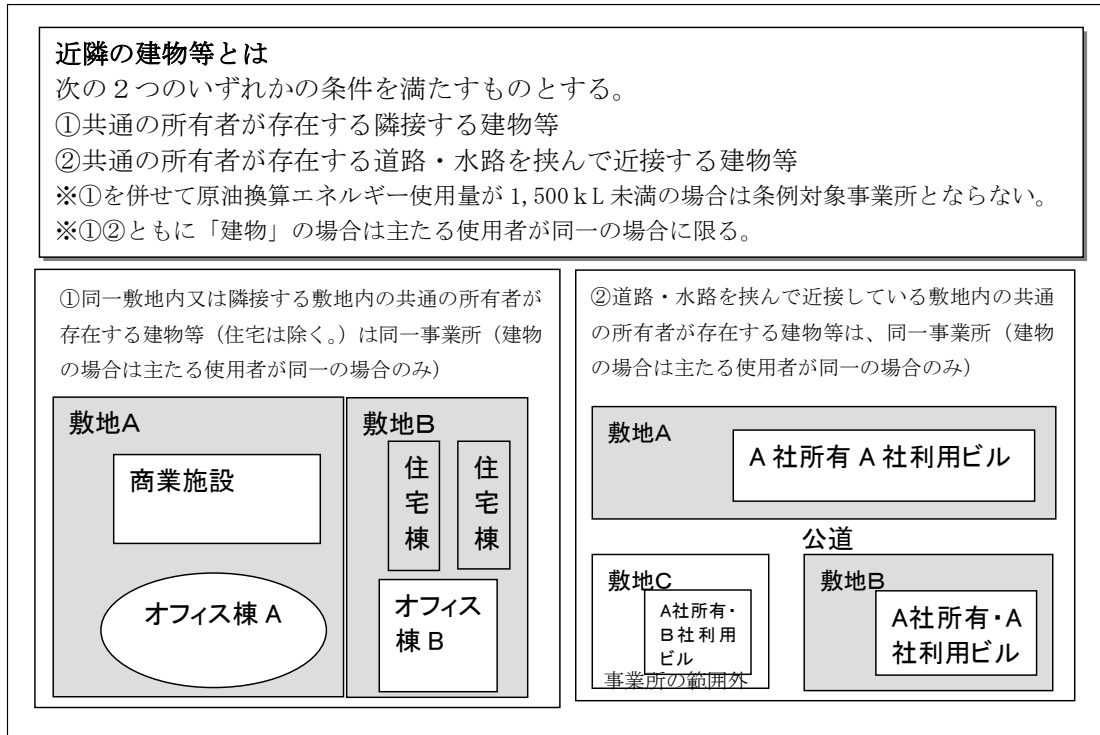 近隣の建物等とは
次の２つのいずれかの条件を満たすものとする。
①共通の所有者が存在する隣接する建物等
②共通の所有者が存在する道路・水路を挟んで近接する建物等
※①を併せて原油換算エネルギー使用量が 1,500ｋL 未満の場合は条例対象事業所とならない。
※①②ともに「建物」の場合は主たる使用者が同一の場合に限る。
①同一敷地内又は隣接する敷地内の共通の所有者が
存在する建物等（住宅は除く。）は同一事業所（建物
の場合は主たる使用者が同一の場合のみ）
敷地Ａ
商業施設
オフィス棟 A
敷地Ｂ
住宅棟
住宅棟
オフィス
棟 B
②道路・水路を挟んで近接している敷地内の共通
の所有者が存在する建物等は、同一事業所（建物
の場合は主たる使用者が同一の場合のみ）
敷地A
A 社所有 A 社利用ビル
公道
敷地C
A社所有・
B 社 利 用
ビル
事業所の範囲外
敷地B
A社所有・A
社利用ビル